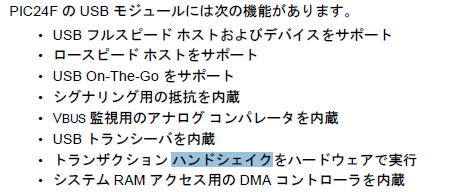 PIC24F の USB モジュールには次の機能があります。
• USB フルスピード ホストおよびデバイスをサポート
• ロースピード ホストをサポート
• USB On-The-Go をサポート
• シグナリング用の抵抗を内蔵
• VBUS 監視用のアナログ コンパレータを内蔵
• USB トランシーバを内蔵
• トランザクション ハンドシェイクをハードウェアで実行
• システム RAM アクセス用の DMA コントローラを内蔵